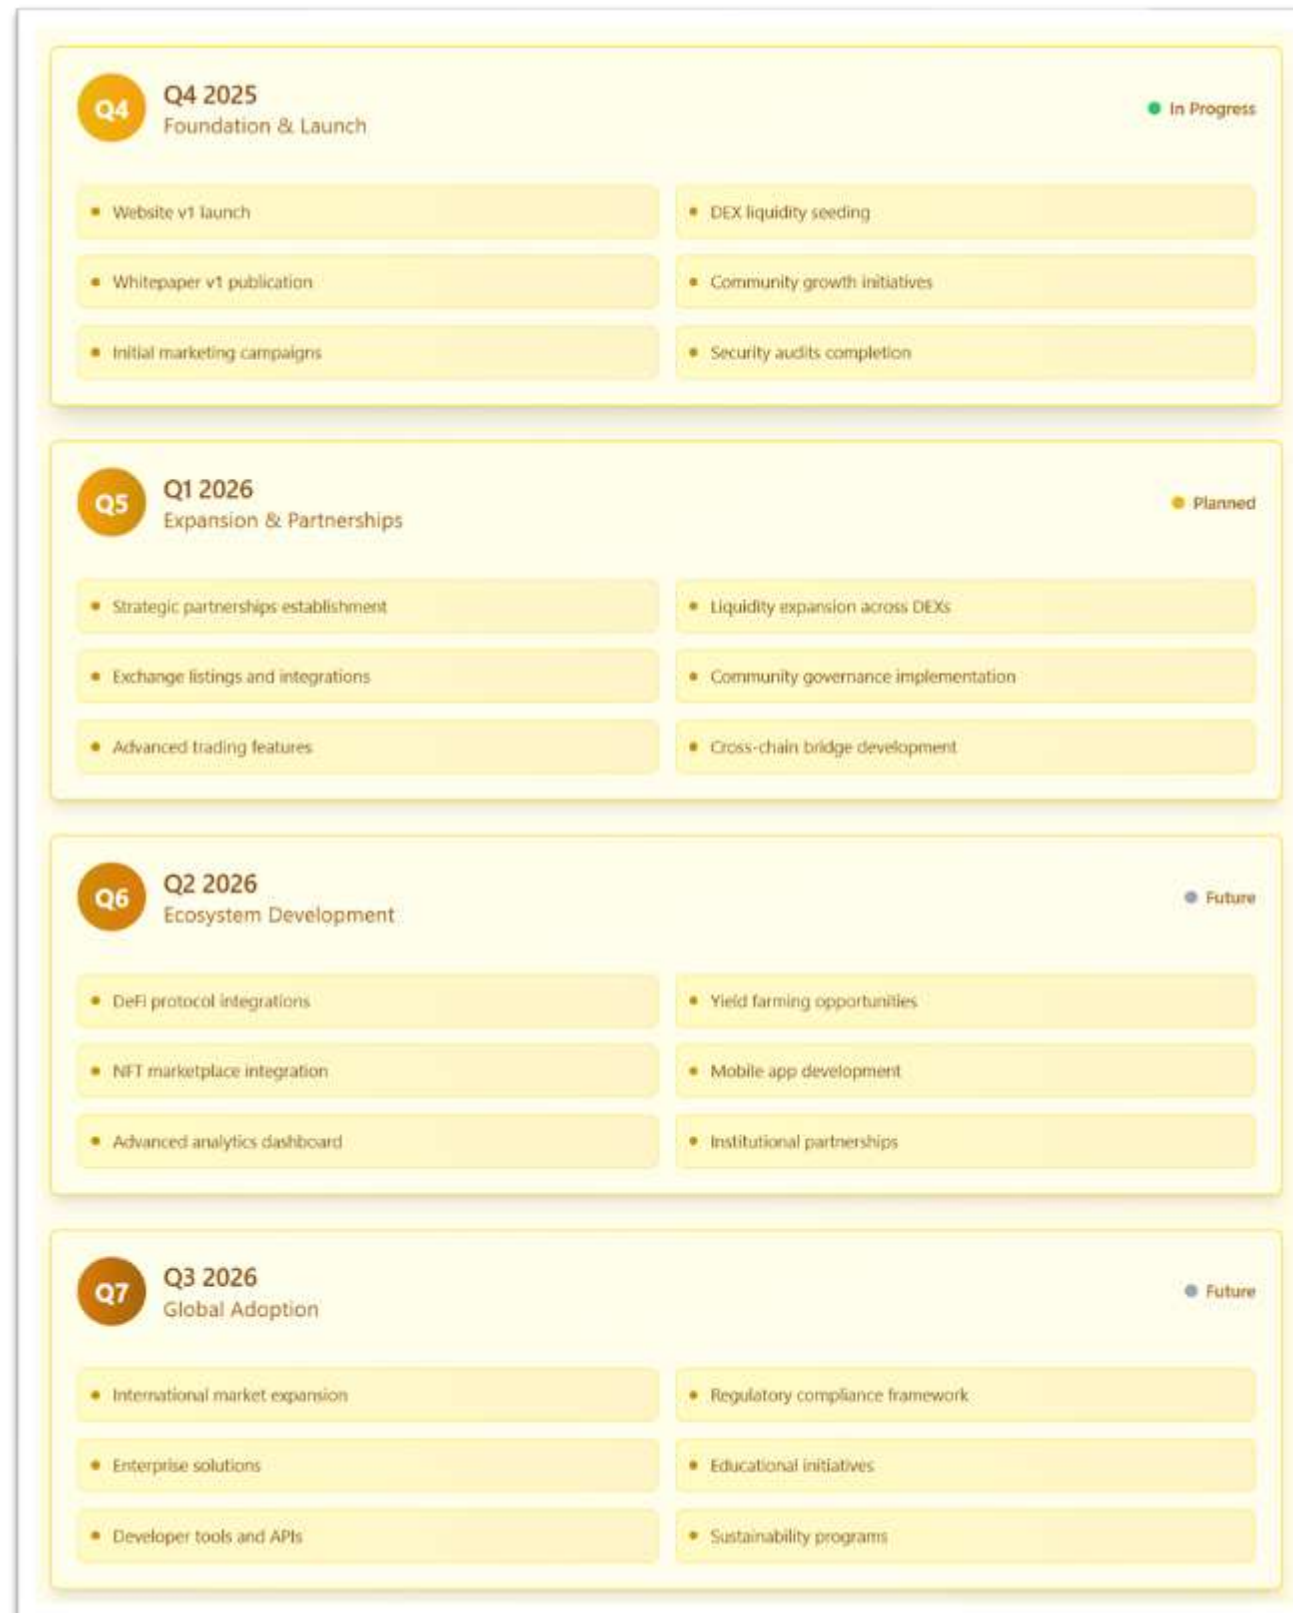 Q4
Q4 2025
Foundation & Launch
In Progress
Website v1 launch
DEX liquidity seeding
Whitepaper v1 publication
Community growth initiatives
Initial marketing campaigns
Security audits completion
Q5
Q1 2026
Expansion & Partnerships
Planned
Strategic partnerships establishment
Liquidity expansion across DEXs
Exchange listings and integrations
Community governance implementation
Advanced trading features
Cross-chain bridge development
Q6
Q2 2026
Ecosystem Development
Future
DeFi protocol integrations
Yield farming opportunities
NFT marketplace integration
Mobile app development
Advanced analytics dashboard
Institutional partnerships
Q7
Q3 2026
Global Adoption
Future
International market expansion
Regulatory compliance framework
Enterprise solutions
Educational initiatives
Developer tools and APIs
Sustainability programs